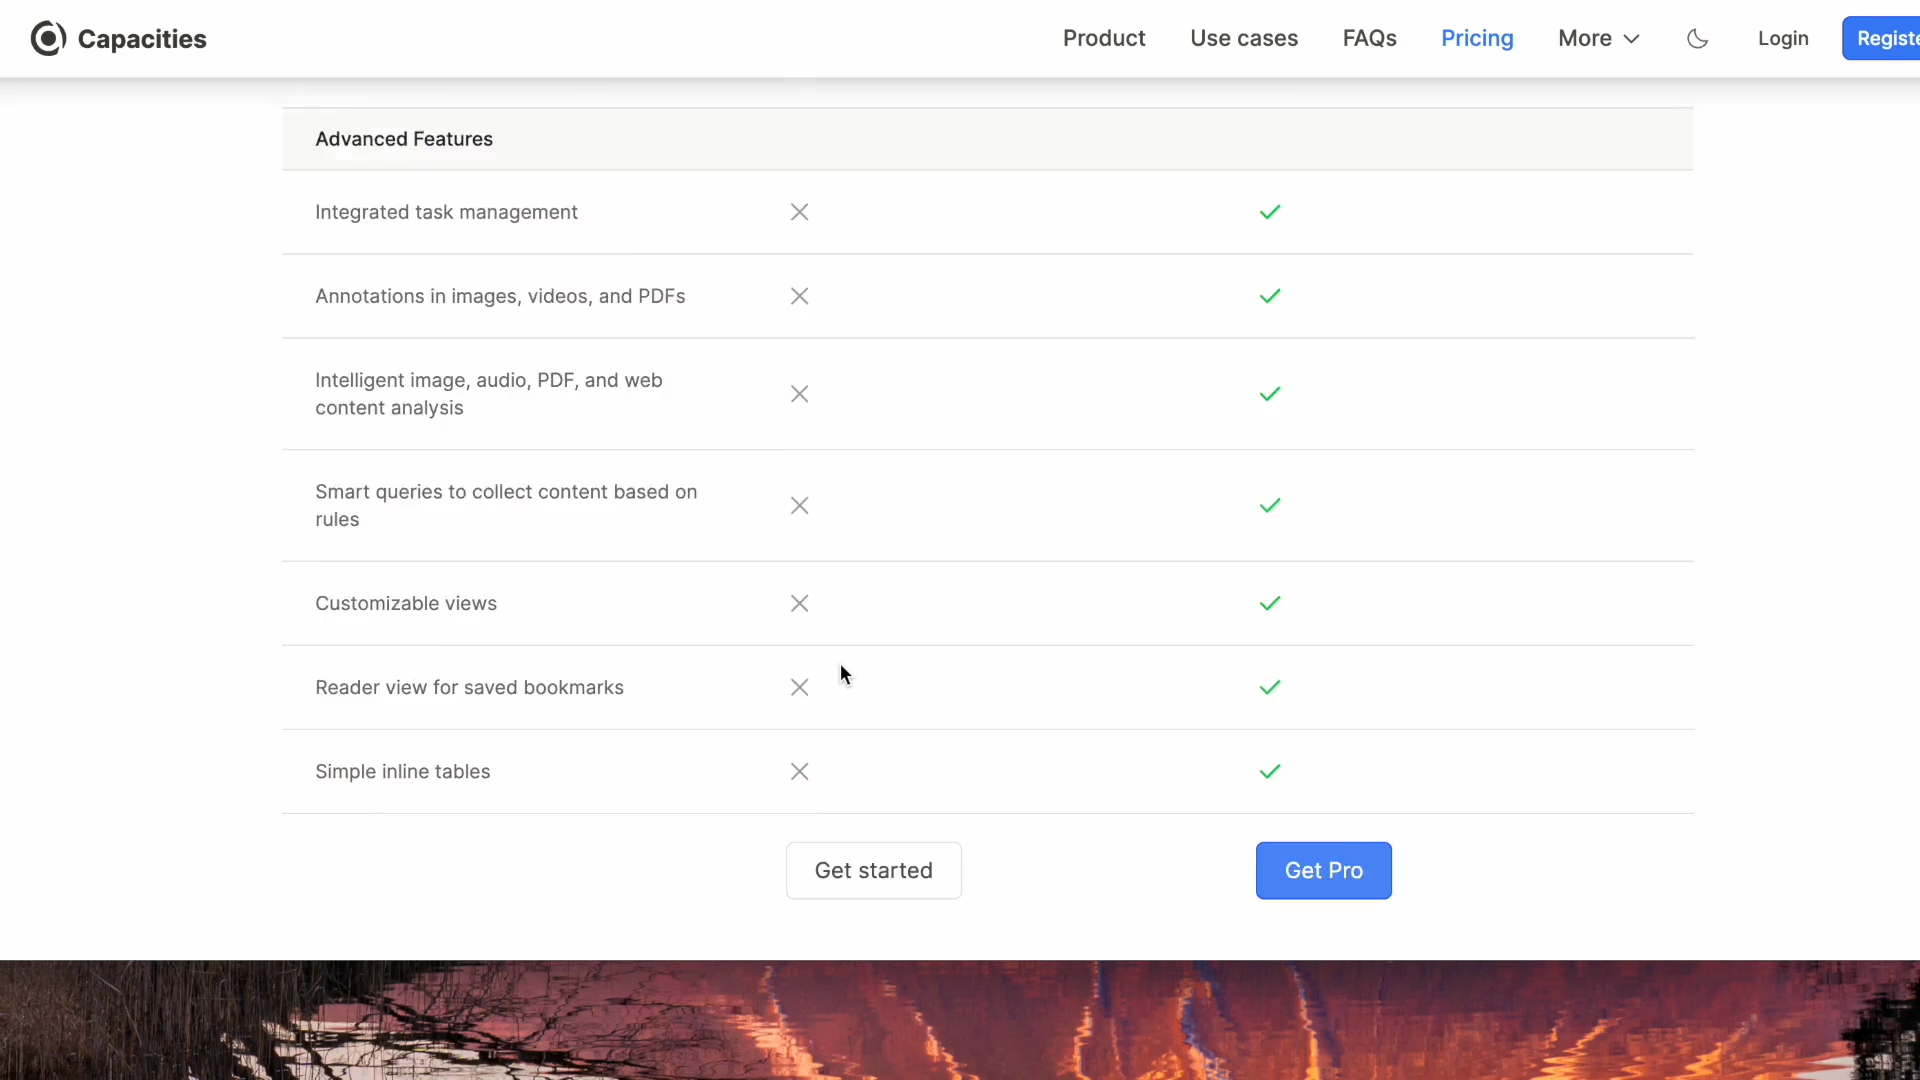 Capacities
Product Use cases FAQs Pricing More Login Registe
Advanced Features
Integrated task management
Annotations in images, videos, and PDFs
Intelligent image, audio, PDF, and web
content analysis
Smart queries to collect content based on
rules
Customizable views
Reader view for saved bookmarks
Simple inline tables
Get started Get Pro